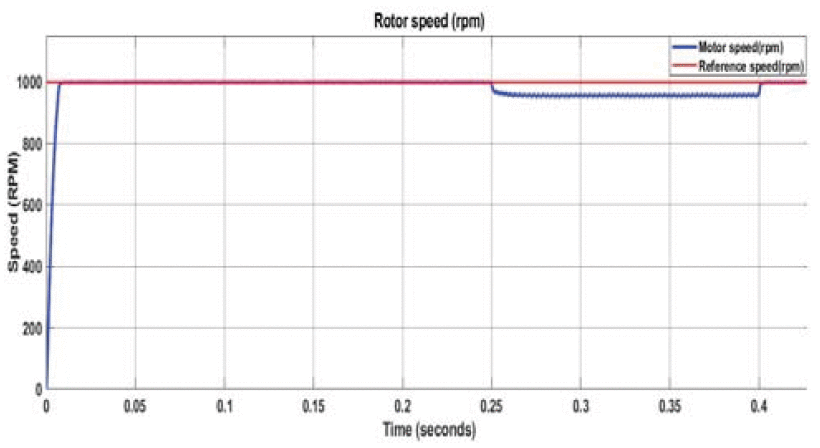 Rotor speed (rpm)
Motor speed(rpm)
Reference speed(rpm)
Speed (RPM)
1000
800
600
400
200
0
0 0.05 0.1 0.15 0.2 0.25 0.3 0.35 0.4
Time (seconds)